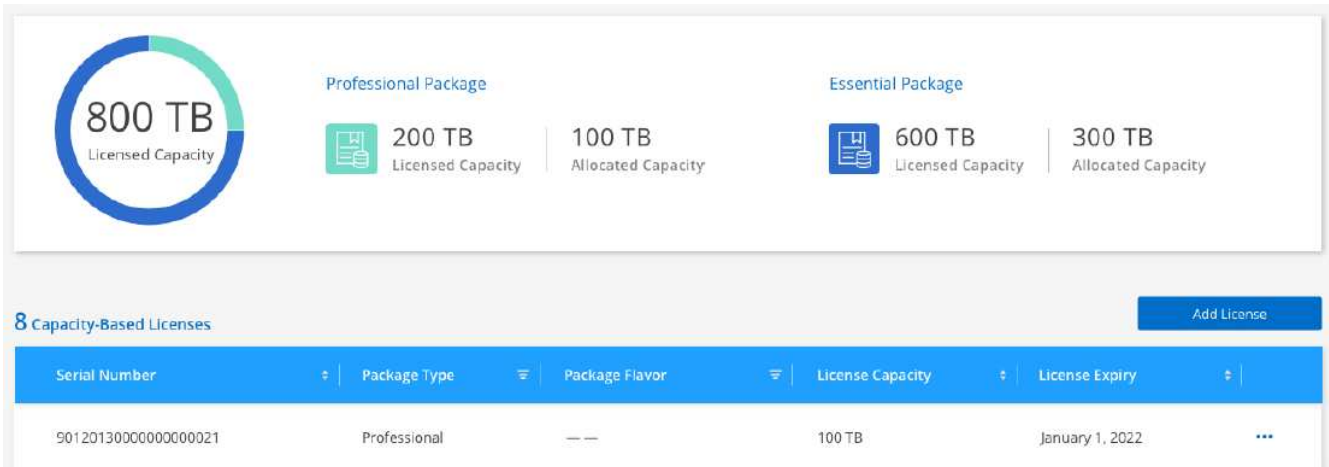 800 TB
Licensed Capacity
Professional Package
200 TB
Licensed Capacity
100 TB
Allocated Capacity
Essential Package
600 TB
Licensed Capacity
300 TB
Allocated Capacity
8 Capacity-Based Licenses
Add License
Serial Number Package Type Package Flavor License Capacity License Expiry
90120130000000000021 Professional — — 100 TB January 1, 2022 •••